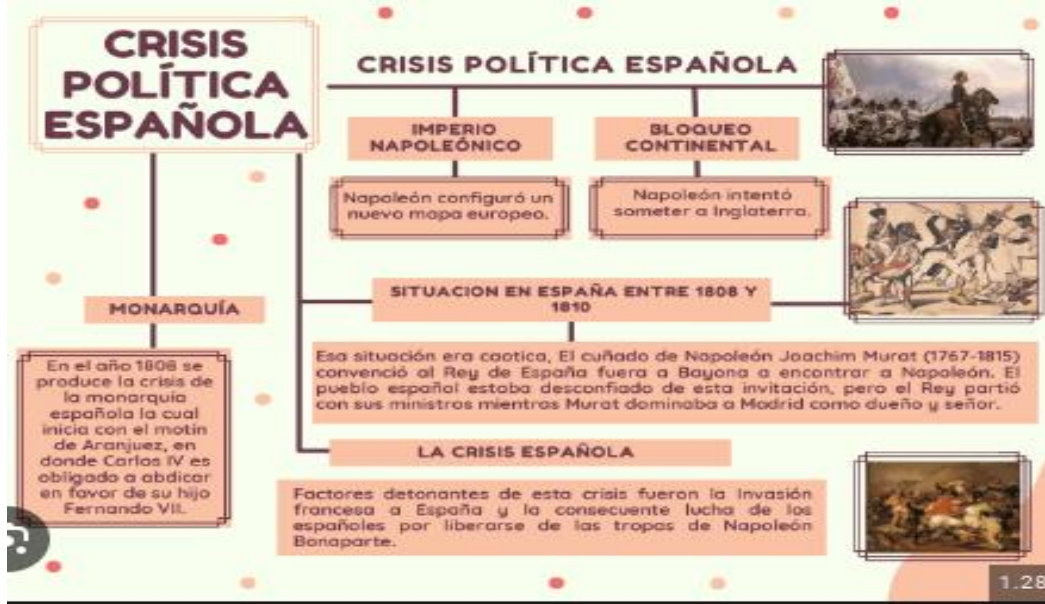 CRISIS
POLÍTICA
ESPAÑOLA
CRISIS POLÍTICA ESPAÑOLA
IMPERIO
NAPOLEÓNICO
Napoleón configuró un
nuevo mapa europeo.
BLOQUEO
CONTINENTAL
Napoleón intentó
someter a Inglaterra.
MONARQUÍA
En el año 1808 se
produce la crisis de
la monarquía
española la cual
inicia con el motín
de Aranjuez, en
donde Carlos IV es
obligado a abdicar
en favor de su hijo
Fernando VII.
SITUACION EN ESPAÑA ENTRE 1808 Y
1810
Esa situación era caotica, El cuñado de Napoleón Joachim Murat (1767-1815)
convenció al Rey de España fuera a Bayona a encontrar a Napoleón. El
pueblo español estaba desconfiado de esta invitación, pero el Rey partió
con sus ministros mientras Murat dominaba a Madrid como dueño y señor.
LA CRISIS ESPAÑOLA
Factores detonantes de esta crisis fueron la Invasión
francesa a España y la consecuente lucha de los
españoles por liberarse de las tropas de Napoleón
Bonaparte.
1.28